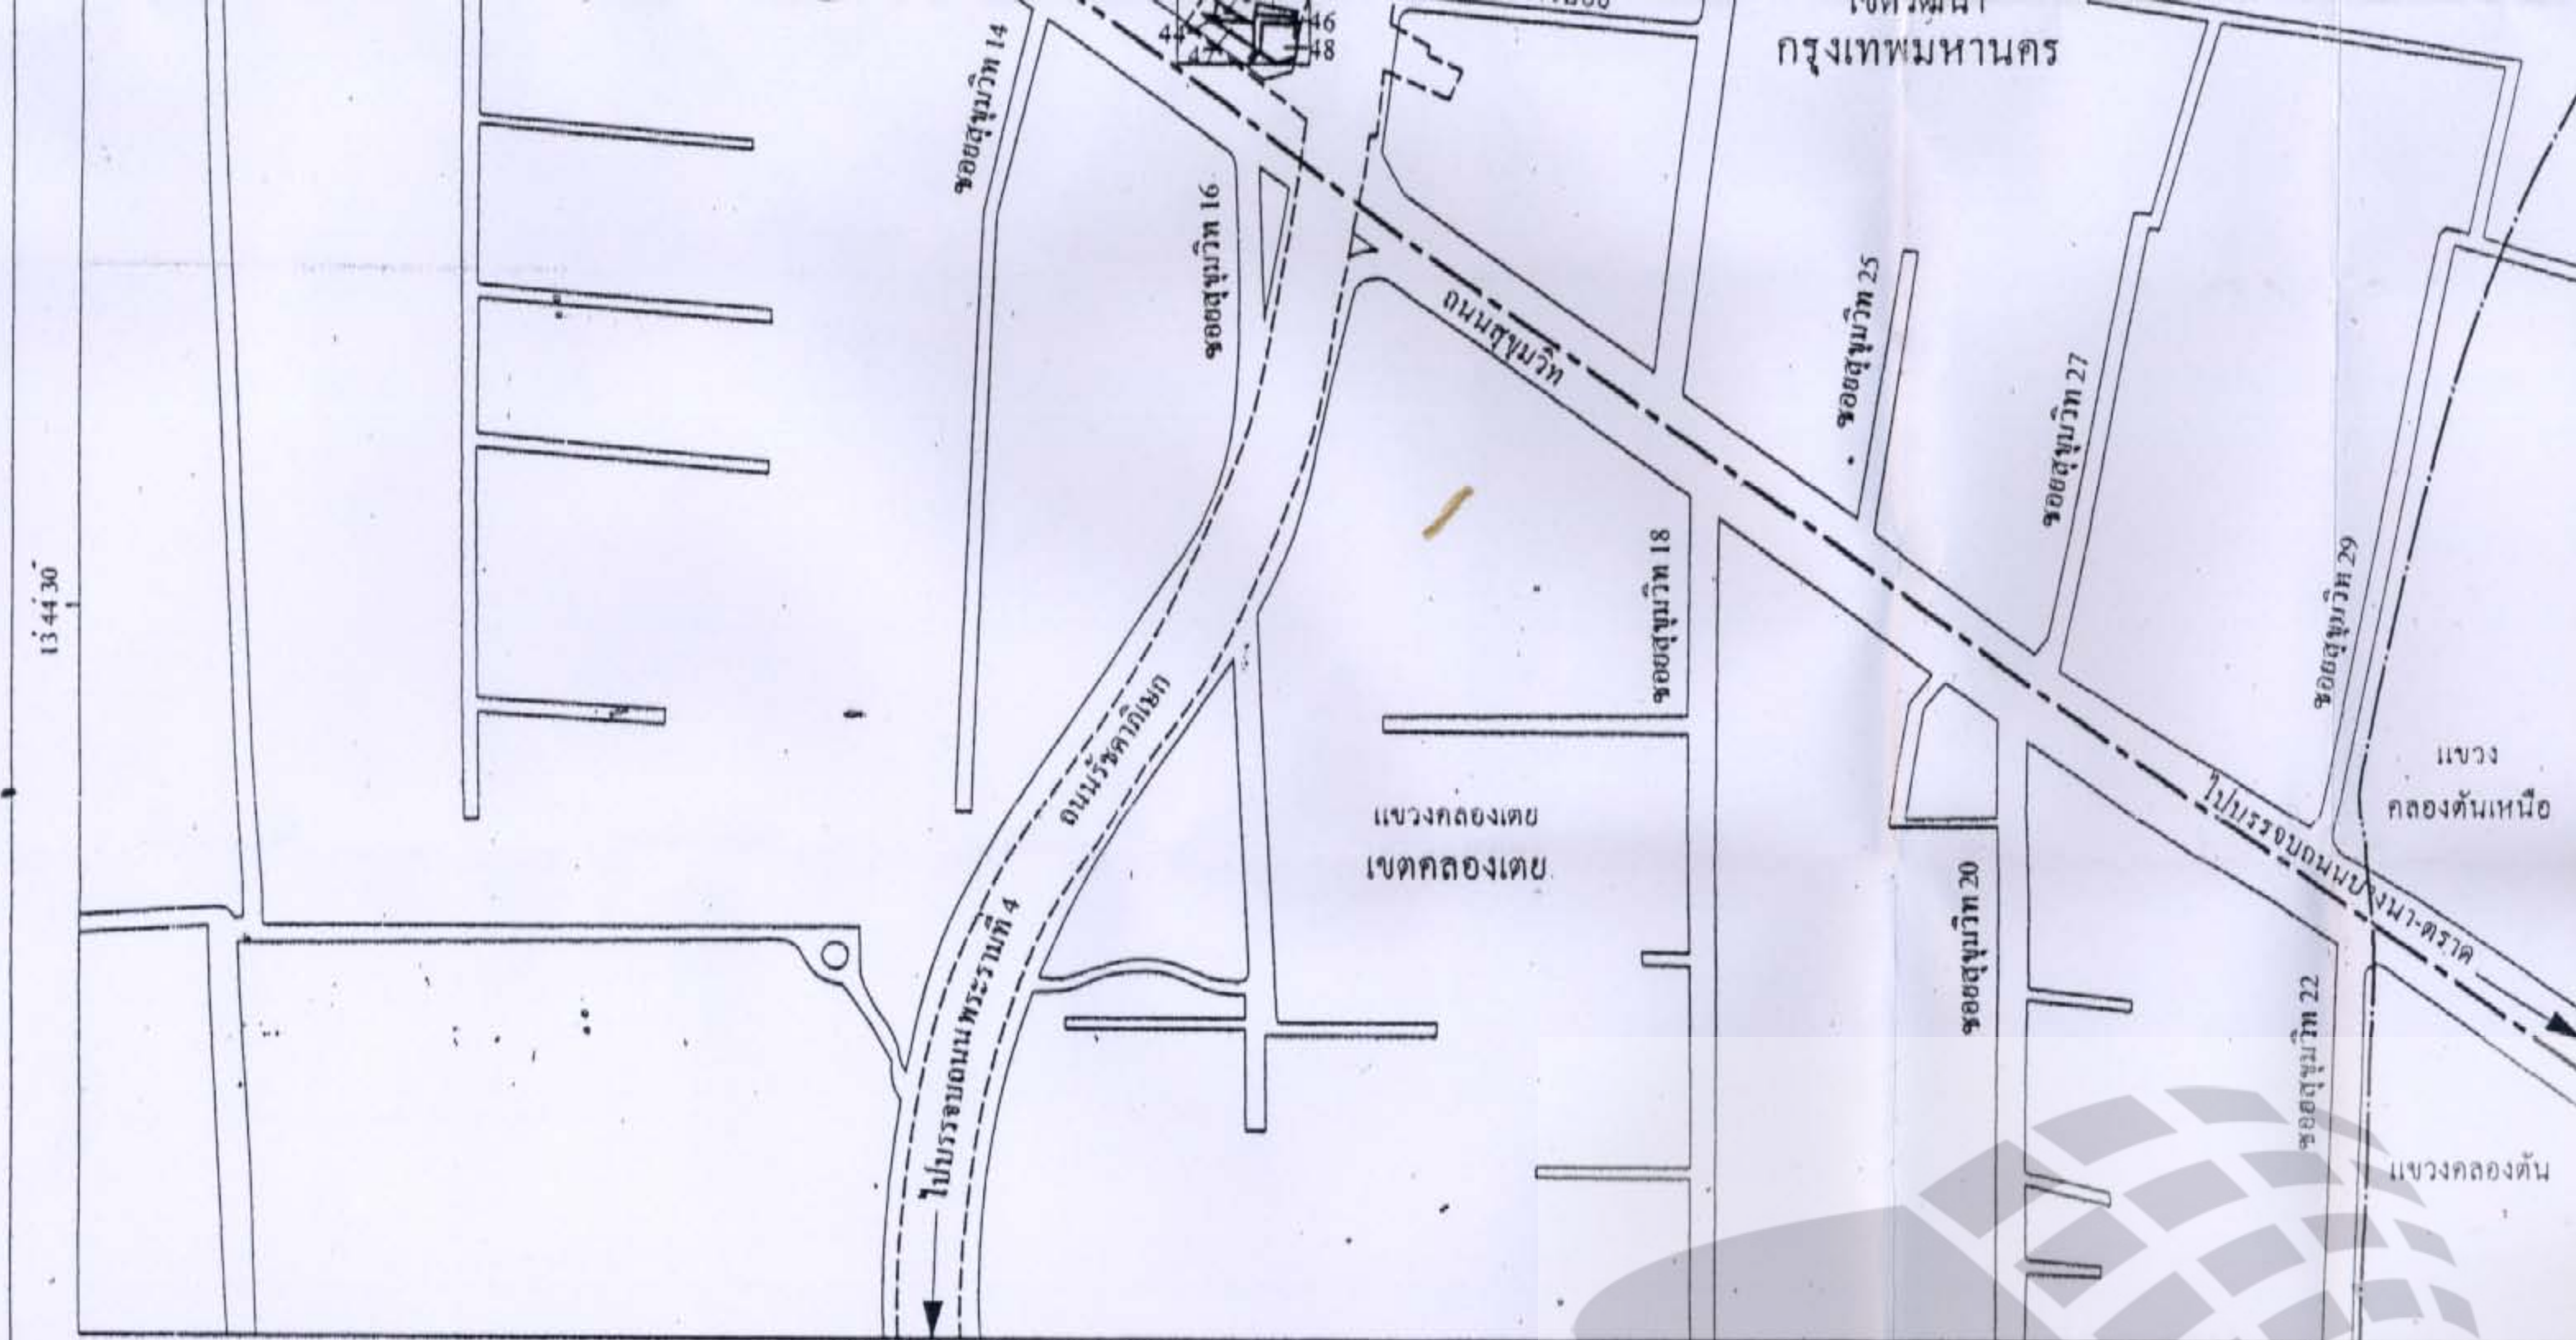 46
44
47
48
กรุงเทพมหานคร
ซอยสุขุมวิท 14
ซอยสุขุมวิท 16
ถนนสุขุมวิท
ซอยสุขุมวิท 25
ซอยสุขุมวิท 27
ซอยสุขุมวิท 29
13 44 30
ซอยสุขุมวิท 18
ถนนรัชดาภิเษก
แขวงคลองเตย
เขตคลองเตย
แขวง
คลองตันเหนือ
ไปบรรจบถนนบางนา-ตราด
ซอยสุขุมวิท 20
ไปบรรจบถนนพระรามที่ 4
ซอยสุขุมวิท 22
แขวงคลองตัน